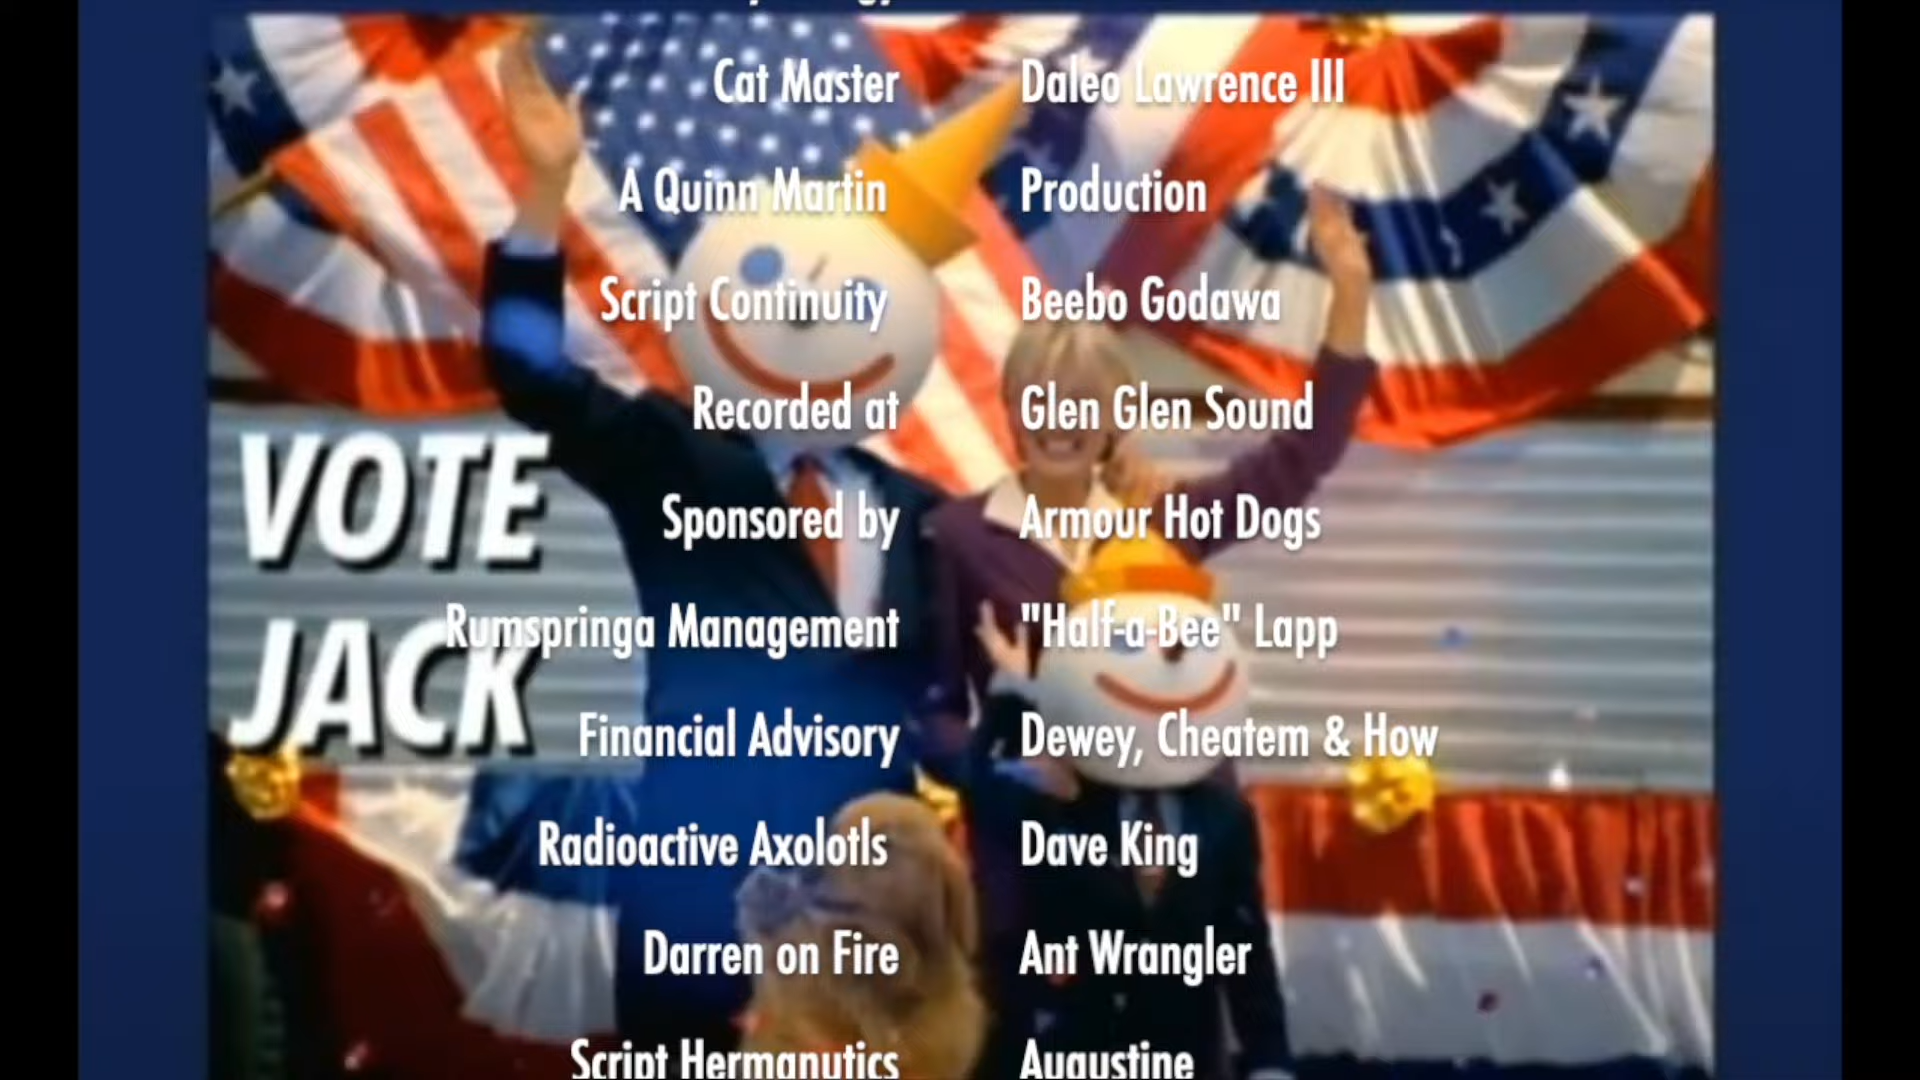 Cat Master Daleo Lawrence III
A Quinn Martin Production
Script Continuity Beebo Godawa
Recorded at Glen Glen Sound
Sponsored by Armour Hot Dogs
Rumspringa Management "Half-a-Bee" Lapp
Financial Advisory Dewey, Cheatem & How
Radioactive Axolotls Dave King
Darren on Fire Ant Wrangler
Script Hermanutics Augustine
VOTE
JACK